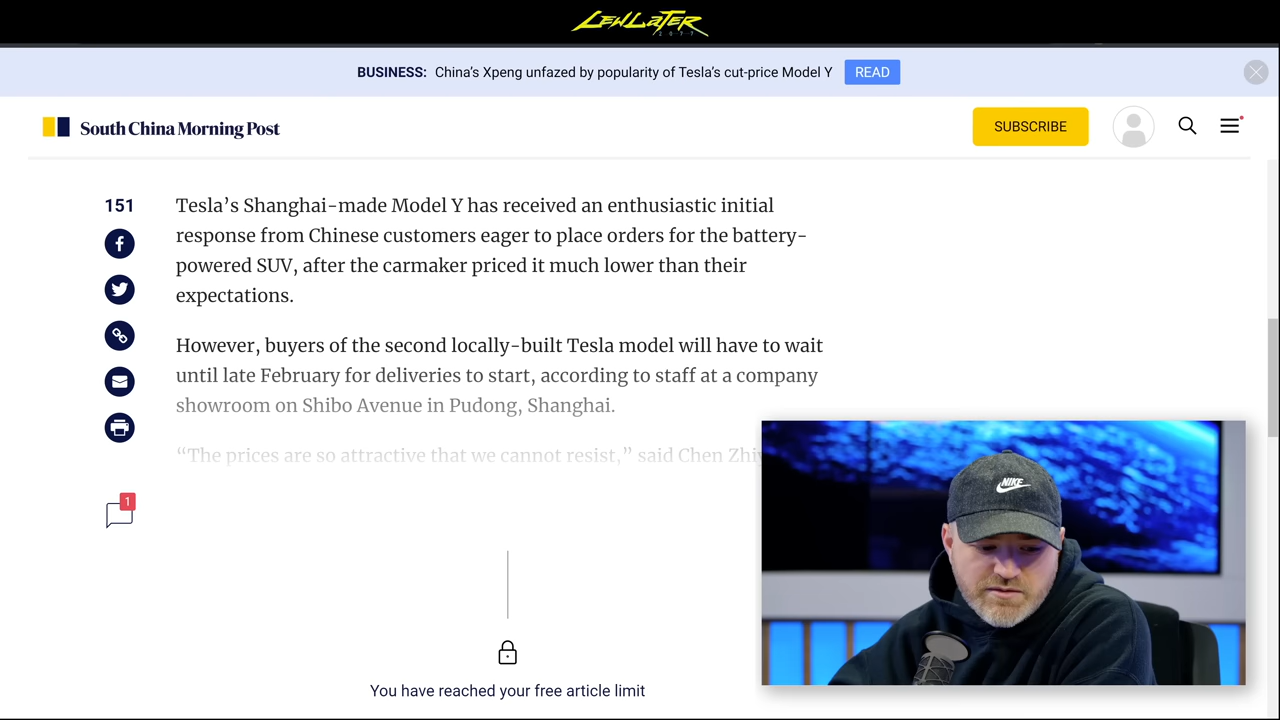 LEWLATER
2077
BUSINESS: China’s Xpeng unfazed by popularity of Tesla’s cut-price Model Y READ
South China Morning Post
SUBSCRIBE
151
Tesla’s Shanghai-made Model Y has received an enthusiastic initial
response from Chinese customers eager to place orders for the battery-
powered SUV, after the carmaker priced it much lower than their
expectations.
However, buyers of the second locally-built Tesla model will have to wait
until late February for deliveries to start, according to staff at a company
showroom on Shibo Avenue in Pudong, Shanghai.
“The prices are so attractive that we cannot resist,” said Chen
1
NIKE
You have reached your free article limit